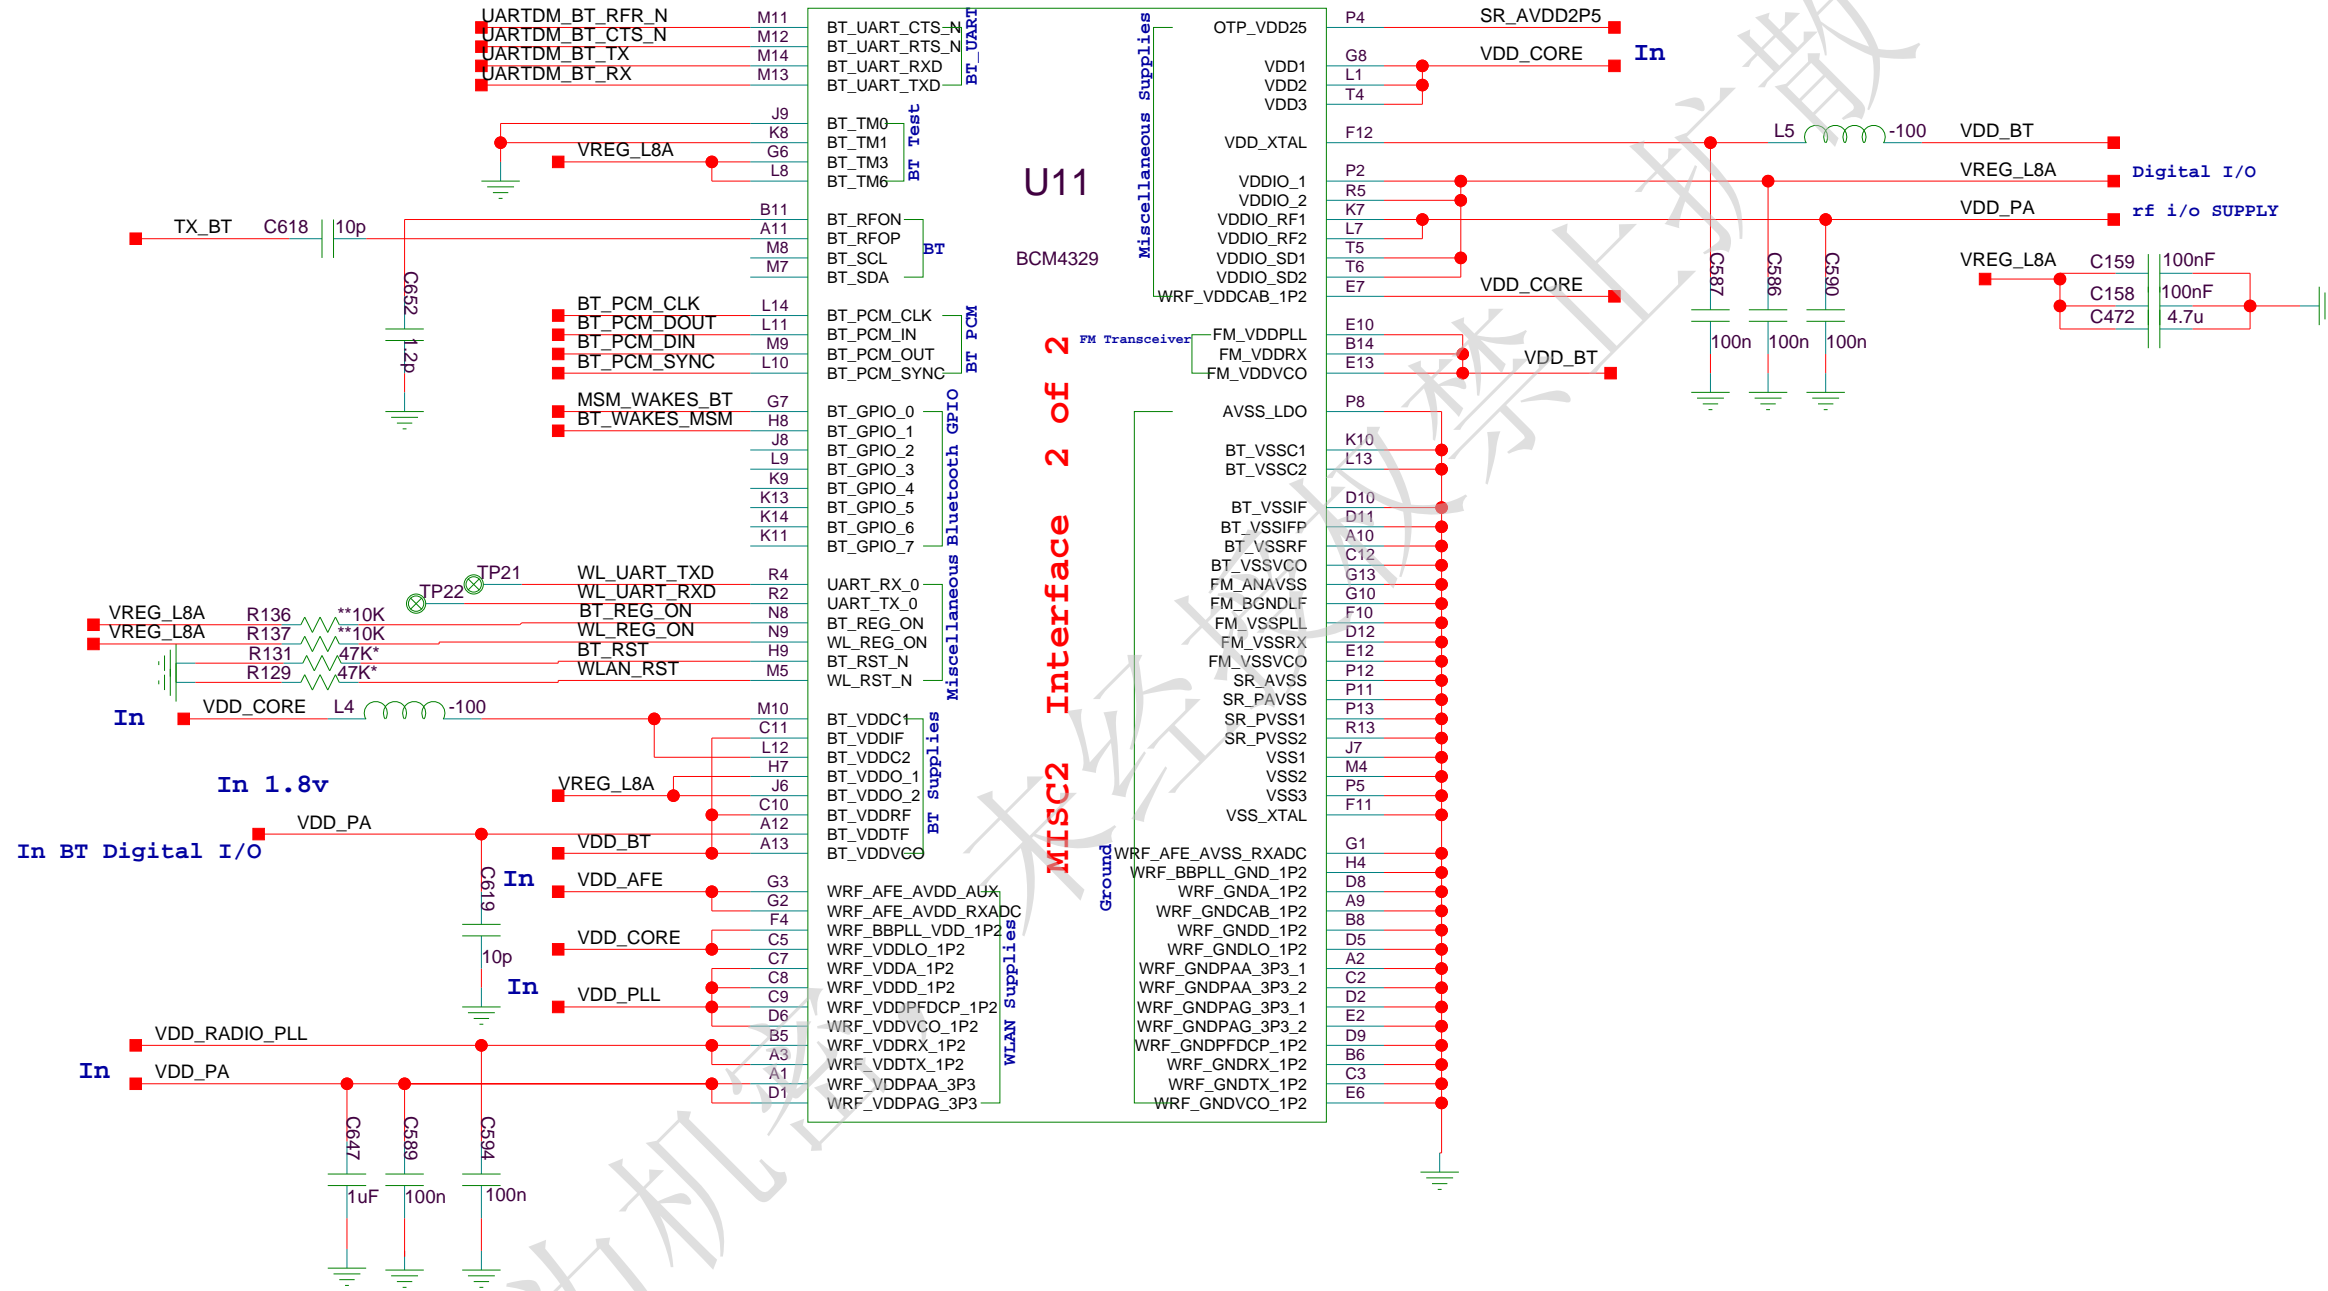 UARTDM_BT_RFR_N M11 BT_UART_CTS_N
UARTDM_BT_CTS_N M12 BT_UART_RTS_N
UARTDM_BT_TX M14 BT_UART_RXD
UARTDM_BT_RX M13 BT_UART_TXD
BT_UART
J9 BT_TM0
K8 BT_TM1
VREG_L8A G6 BT_TM3
L8 BT_TM6
BT Test
B11 BT_RFON
TX_BT C618 10p A11 BT_RFOP
M8 BT_SCL
M7 BT_SDA
BT
C652
1.2p
BT_PCM_CLK L14 BT_PCM_CLK
BT_PCM_DOUT L11 BT_PCM_IN
BT_PCM_DIN M9 BT_PCM_OUT
BT_PCM_SYNC L10 BT_PCM_SYNC
BT PCM
MSM_WAKES_BT G7 BT_GPIO_0
BT_WAKES_MSM H8 BT_GPIO_1
J8 BT_GPIO_2
L9 BT_GPIO_3
K9 BT_GPIO_4
K13 BT_GPIO_5
K14 BT_GPIO_6
K11 BT_GPIO_7
Miscellaneous Bluetooth GPIO
TP21 WL_UART_TXD R4 UART_RX_0
TP22 WL_UART_RXD R2 UART_TX_0
VREG_L8A R136 **10K BT_REG_ON N8 BT_REG_ON
VREG_L8A R137 **10K WL_REG_ON N9 WL_REG_ON
R131 47K* BT_RST H9 BT_RST_N
R129 47K* WLAN_RST M5 WL_RST_N
In VDD_CORE L4 -100 M10 BT_VDDC1
C11 BT_VDDIF
L12 BT_VDDC2
H7 BT_VDDO_1
In 1.8v VREG_L8A J6 BT_VDDO_2
C10 BT_VDDRF
VDD_PA A12 BT_VDDTF
In BT Digital I/O VDD_BT A13 BT_VDDVCO
BT Supplies
C619
10p
In VDD_AFE G3 WRF_AFE_AVDD_AUX
G2 WRF_AFE_AVDD_RXADC
F4 WRF_BBPLL_VDD_1P2
VDD_CORE C5 WRF_VDDLO_1P2
C7 WRF_VDDA_1P2
C8 WRF_VDDD_1P2
In VDD_PLL C9 WRF_VDDPFDCP_1P2
D6 WRF_VDDVCO_1P2
VDD_RADIO_PLL B5 WRF_VDDRX_1P2
A3 WRF_VDDTX_1P2
In VDD_PA A1 WRF_VDDPAA_3P3
D1 WRF_VDDPAG_3P3
WLAN Supplies
C647 C589 C594
1uF 100n 100n
U11
BCM4329
MISC2 Interface 2 of 2
OTP_VDD25 P4 SR_AVDD2P5
VDD1 G8 VDD_CORE In
VDD2 L1
VDD3 T4
VDD_XTAL F12 L5 -100 VDD_BT
VDDIO_1 P2 VREG_L8A Digital I/O
VDDIO_2 R5
VDDIO_RF1 K7 VDD_PA rf i/o SUPPLY
VDDIO_RF2 L7
VDDIO_SD1 T5
VDDIO_SD2 T6
WRF_VDDCAB_1P2 E7 VDD_CORE
Miscellaneous Supplies
C587 C586 C590
100n 100n 100n
VREG_L8A C159 100nF
C158 100nF
C472 4.7u
FM Transceiver
FM_VDDPLL E10
FM_VDDRX B14
FM_VDDVCO E13 VDD_BT
AVSS_LDO P8
BT_VSSC1 K10
BT_VSSC2 L13
BT_VSSIF D10
BT_VSSIFP D11
BT_VSSRF A10
BT_VSSVCO C12
FM_ANAVSS G13
FM_BGNDLF G10
FM_VSSPLL F10
FM_VSSRX D12
FM_VSSVCO E12
SR_AVSS P12
SR_PAVSS P11
SR_PVSS1 P13
SR_PVSS2 R13
VSS1 J7
VSS2 M4
VSS3 P5
VSS_XTAL F11
WRF_AFE_AVSS_RXADC G1
WRF_BBPLL_GND_1P2 H4
WRF_GNDA_1P2 D8
WRF_GNDCAB_1P2 A9
WRF_GNDD_1P2 B8
WRF_GNDLO_1P2 D5
WRF_GNDPAA_3P3_1 A2
WRF_GNDPAA_3P3_2 C2
WRF_GNDPAG_3P3_1 D2
WRF_GNDPAG_3P3_2 E2
WRF_GNDPFDCP_1P2 D9
WRF_GNDRX_1P2 B6
WRF_GNDTX_1P2 C3
WRF_GNDVCO_1P2 E6
Ground
机密,未经权禁止扩散